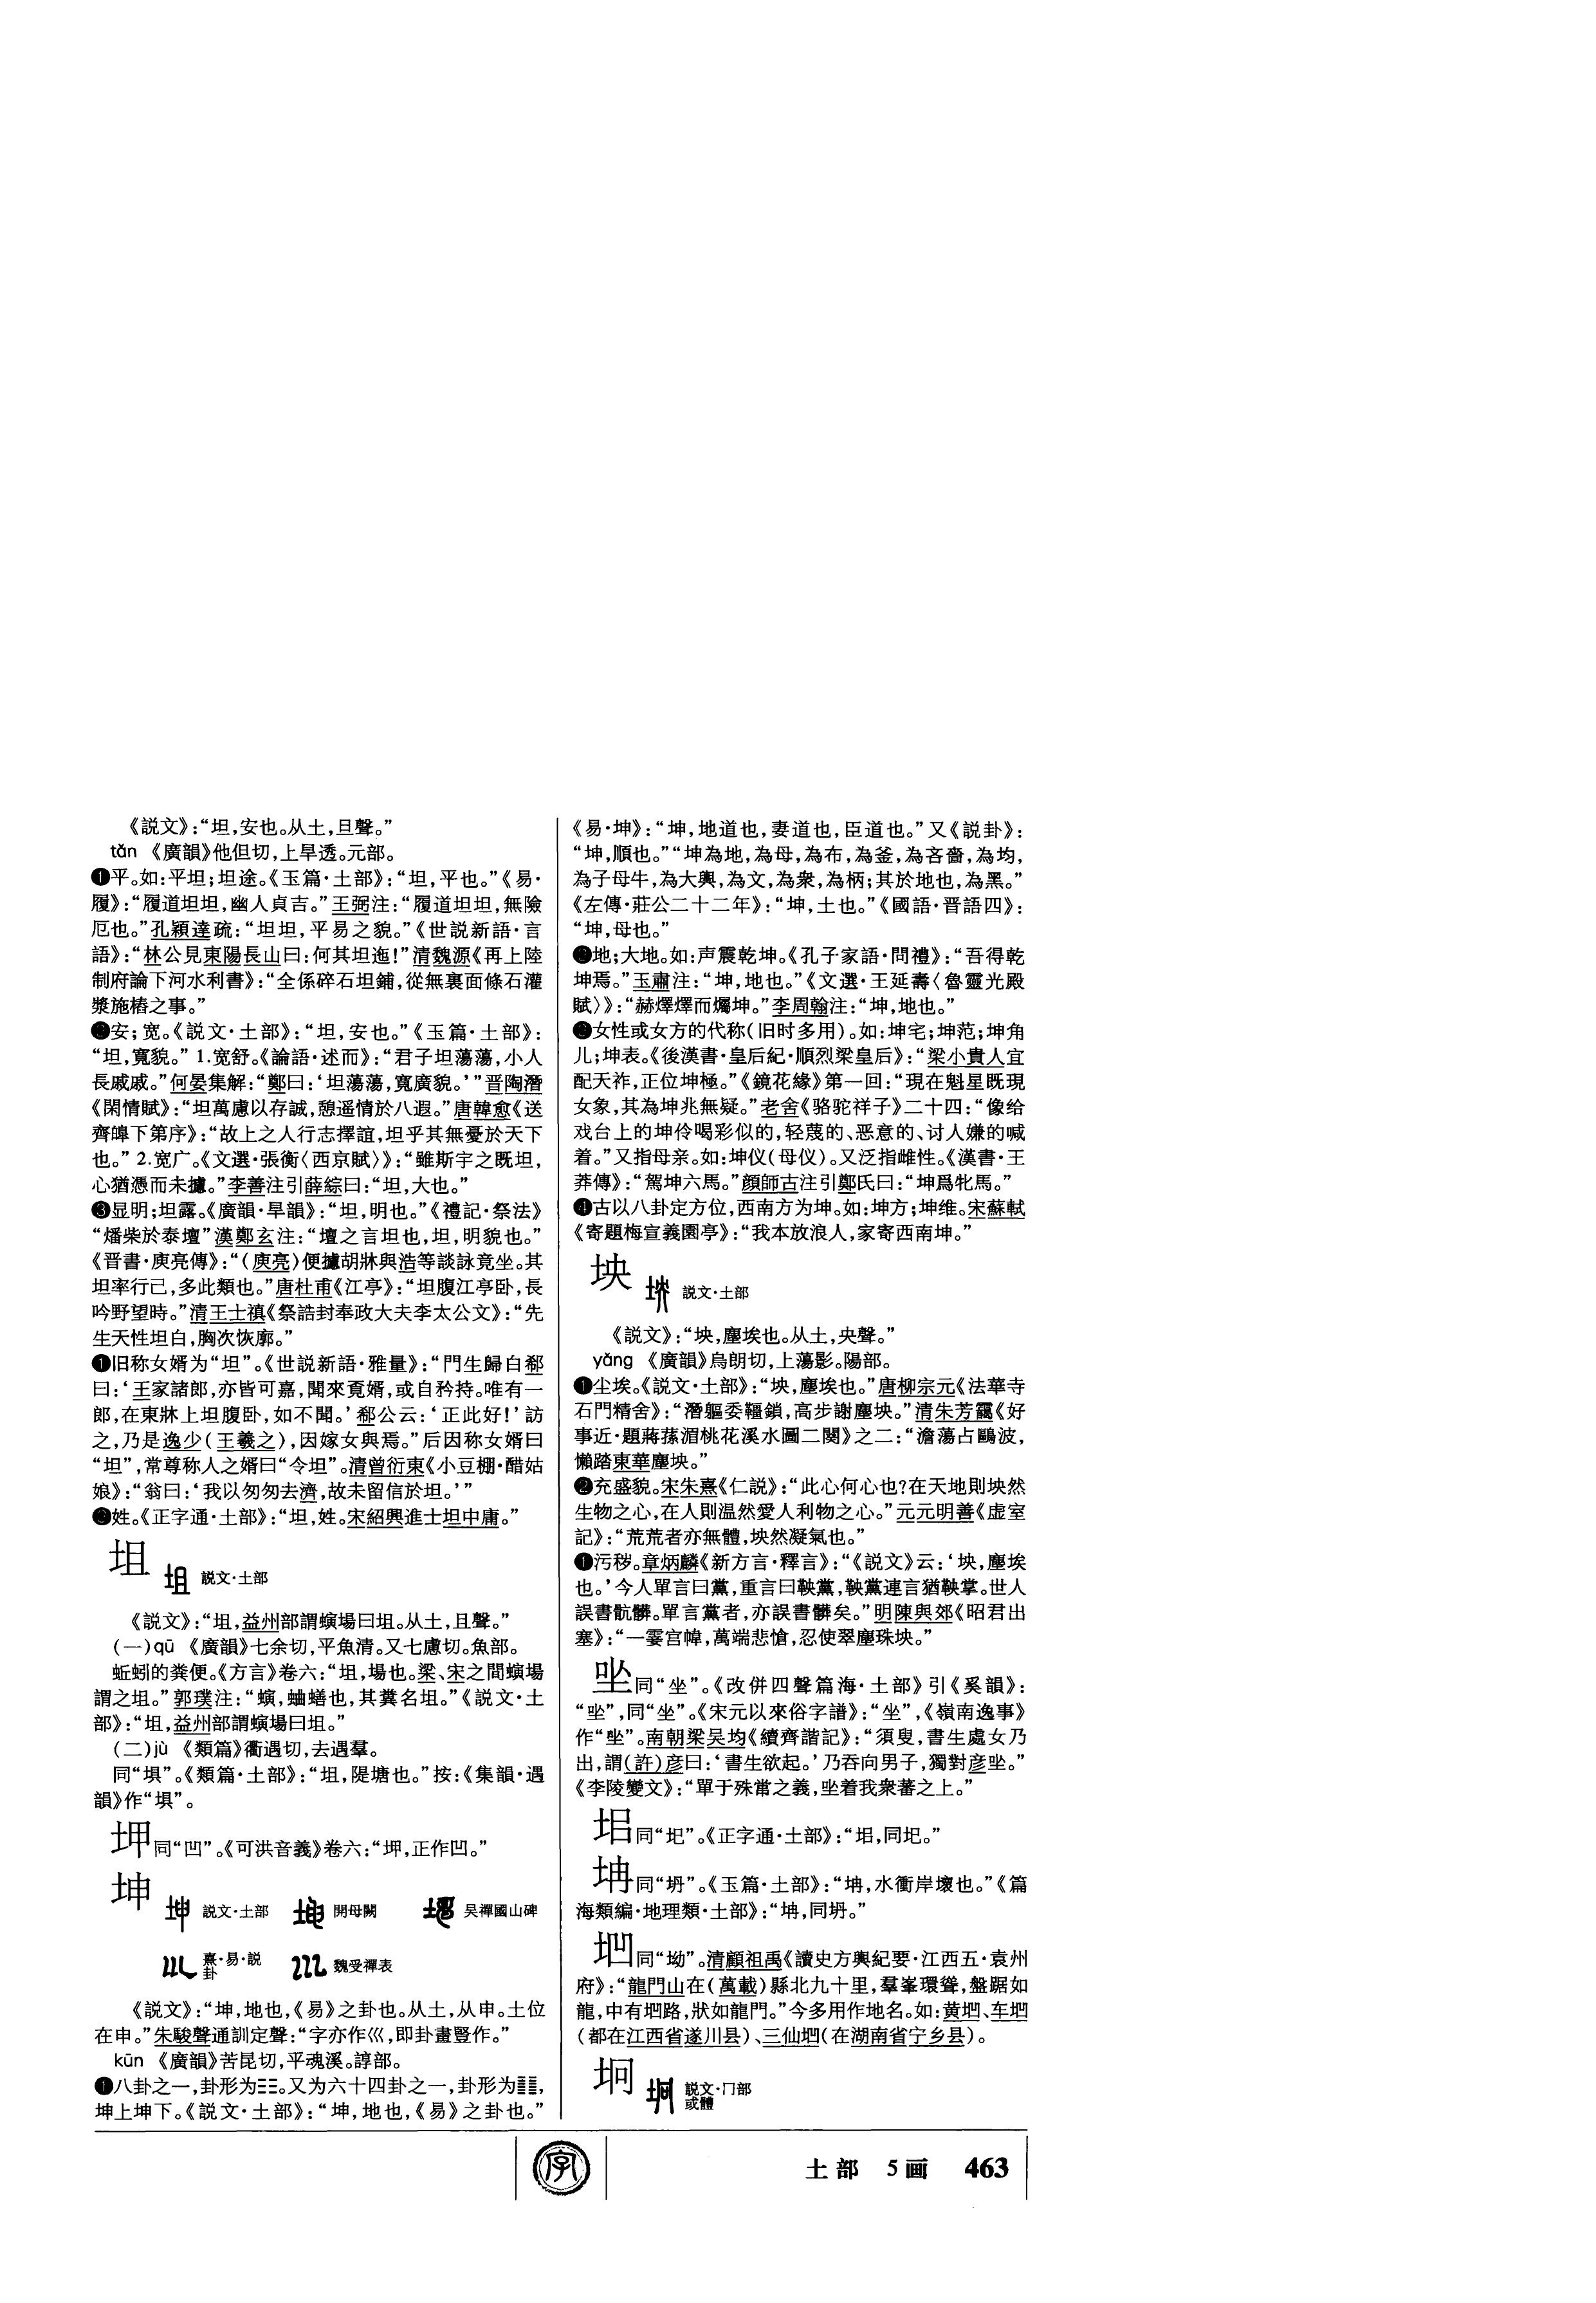 《説文》：“坦，安也。从土，旦聲。”
tǎn 《廣韻》他但切，上旱透。元部。
❶平。如：平坦；坦途。《玉篇·土部》：“坦，平也。”《易·
履》：“履道坦坦，幽人貞吉。”王弼注：“履道坦坦，無險
厄也。”孔穎達疏：“坦坦，平易之貌。”《世説新語·言
語》：“林公見東陽長山曰：何其坦迤！”清魏源《再上陸
制府論下河水利書》：“全係碎石坦鋪，從無裏面條石灌
漿施樁之事。”
❷安；宽。《説文·土部》：“坦，安也。”《玉篇·土部》：
“坦，寬貌。”1.宽舒。《論語·述而》：“君子坦蕩蕩，小人
長戚戚。”何晏集解：“鄭曰：‘坦蕩蕩，寬廣貌。’”晋陶潛
《閑情賦》：“坦萬慮以存誠，憩遥情於八遐。”唐韓愈《送
齊皞下第序》：“故上之人行志擇誼，坦乎其無憂於天下
也。”2.宽广。《文選·張衡〈西京賦〉》：“雖斯宇之既坦，
心猶憑而未攄。”李善注引薛綜曰：“坦，大也。”
❸显明；坦露。《廣韻·旱韻》：“坦，明也。”《禮記·祭法》
“燔柴於泰壇”漢鄭玄注：“壇之言坦也，坦，明貌也。”
《晋書·庾亮傳》：“（庾亮）便據胡牀與浩等談詠竟坐。其
坦率行己，多此類也。”唐杜甫《江亭》：“坦腹江亭卧，長
吟野望時。”清王士禛《祭誥封奉政大夫李太公文》：“先
生天性坦白，胸次恢廓。”
❶旧称女婿为“坦”。《世説新語·雅量》：“門生歸白郗
曰：‘王家諸郎，亦皆可嘉，聞來覓婿，或自矜持。唯有一
郎，在東牀上坦腹卧，如不聞。’郗公云：‘正此好！’訪
之，乃是逸少（王羲之），因嫁女與焉。”后因称女婿曰
“坦”，常尊称人之婿曰“令坦”。清曾衍東《小豆棚·醋姑
娘》：“翁曰：‘我以匆匆去濟，故未留信於坦。’”
姓。《正字通·土部》：“坦，姓。宋紹興進士坦中庸。”
坥 説文·土部
《説文》：“坥，益州部謂螾場曰坥。从土，且聲。”
（一）qū 《廣韻》七余切，平魚清。又七慮切。魚部。
蚯蚓的粪便。《方言》卷六：“坥，場也。梁、宋之間螾場
謂之坥。”郭璞注：“螾，蛐蟮也，其糞名坥。”《説文·土
部》：“坥，益州部謂螾場曰坥。”
（二）jù 《類篇》衢遇切，去遇羣。
同“埧”。《類篇·土部》：“坥，隄塘也。”按：《集韻·遇
韻》作“埧”。
坤同“凹”。《可洪音義》卷六：“坤，正作凹。”
坤 説文·土部 開母闕 吴禪國山碑
熹·易·説
卦 魏受禪表
《説文》：“坤，地也，《易》之卦也。从土，从申。土位
在申。”朱駿聲通訓定聲：“字亦作巛，即卦畫豎作。”
kūn 《廣韻》苦昆切，平魂溪。諄部。
❶八卦之一，卦形为☷。又为六十四卦之一，卦形为䷁，
坤上坤下。《説文·土部》：“坤，地也，《易》之卦也。”
《易·坤》：“坤，地道也，妻道也，臣道也。”又《説卦》：
“坤，順也。”“坤為地，為母，為布，為釜，為吝嗇，為均，
為子母牛，為大輿，為文，為衆，為柄；其於地也，為黑。”
《左傳·莊公二十二年》：“坤，土也。”《國語·晋語四》：
“坤，母也。”
地；大地。如：声震乾坤。《孔子家語·問禮》：“吾得乾
坤焉。”玉肅注：“坤，地也。”《文選·王延壽〈魯靈光殿
賦〉》：“赫燡燡而爥坤。”李周翰注：“坤，地也。”
女性或女方的代称（旧时多用）。如：坤宅；坤范；坤角
儿；坤表。《後漢書·皇后紀·順烈梁皇后》：“梁小貴人宜
配天祚，正位坤極。”《鏡花緣》第一回：“現在魁星既現
女象，其為坤兆無疑。”老舍《骆驼祥子》二十四：“像给
戏台上的坤伶喝彩似的，轻蔑的、恶意的、讨人嫌的喊
着。”又指母亲。如：坤仪（母仪）。又泛指雌性。《漢書·王
莽傳》：“駕坤六馬。”顔師古注引鄭氏曰：“坤爲牝馬。”
❹古以八卦定方位，西南方为坤。如：坤方；坤维。宋蘇軾
《寄題梅宣義園亭》：“我本放浪人，家寄西南坤。”
坱 説文·土部
《説文》：“坱，塵埃也。从土，央聲。”
yǎng 《廣韻》烏朗切，上蕩影。陽部。
❶尘埃。《説文·土部》：“坱，塵埃也。”唐柳宗元《法華寺
石門精舍》：“潛軀委韁鎖，高步謝塵坱。”清朱芳靄《好
事近·題蔣蓀湄桃花溪水圖二闋》之二：“澹蕩占鷗波，
懶踏東華塵坱。”
❷充盛貌。宋朱熹《仁説》：“此心何心也？在天地則坱然
生物之心，在人則温然愛人利物之心。”元元明善《虚室
記》：“荒荒者亦無體，坱然凝氣也。”
❶污秽。章炳麟《新方言·釋言》：“《説文》云：‘坱，塵埃
也。’今人單言曰黨，重言曰鞅黨，鞅黨連言猶鞅掌。世人
誤書骯髒。單言黨者，亦誤書髒矣。”明陳與郊《昭君出
塞》：“一霎宫幃，萬端悲愴，忍使翠塵珠坱。”
坐同“坐”。《改併四聲篇海·土部》引《奚韻》：
“坐”，同“坐”。《宋元以來俗字譜》：“坐”，《嶺南逸事》
作“坐”。南朝梁吴均《續齊諧記》：“須臾，書生處女乃
出，謂（許）彦曰：‘書生欲起。’乃吞向男子，獨對彦坐。”
《李陵變文》：“單于殊當之義，坐着我衆蕃之上。”
同“圯”。《正字通·土部》：“，同圯。”
坍同“坍”。《玉篇·土部》：“，水衝岸壞也。”《篇
海類編·地理類·土部》：“，同坍。”
垇同“坳”。清顧祖禹《讀史方輿紀要·江西五·袁州
府》：“龍門山在（萬載）縣北九十里，羣峯環聳，盤踞如
龍，中有路，狀如龍門。”今多用作地名。如：黄、车
（都在江西省遂川县）、三仙（在湖南省宁乡县）。
坰 説文·冂部
或體
字 土部 5画 463